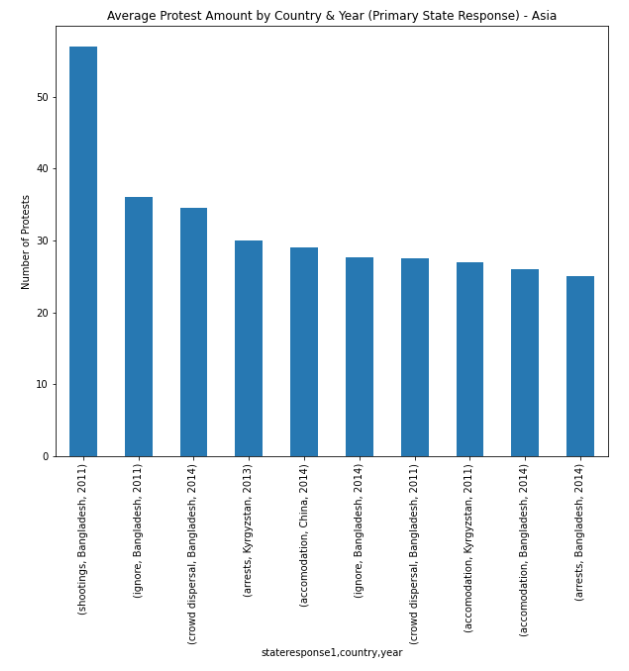 Average Protest Amount by Country & Year (Primary State Response) - Asia
Number of Protests
50
40
30
20
10
0
(shootings, Bangladesh, 2011)
(ignore, Bangladesh, 2011)
(crowd dispersal, Bangladesh, 2014)
(arrests, Kyrgyzstan, 2013)
(accomodation, China, 2014)
(ignore, Bangladesh, 2014)
(crowd dispersal, Bangladesh, 2011)
(accomodation, Kyrgyzstan, 2011)
(accomodation, Bangladesh, 2014)
(arrests, Bangladesh, 2014)
stateresponse1,country,year